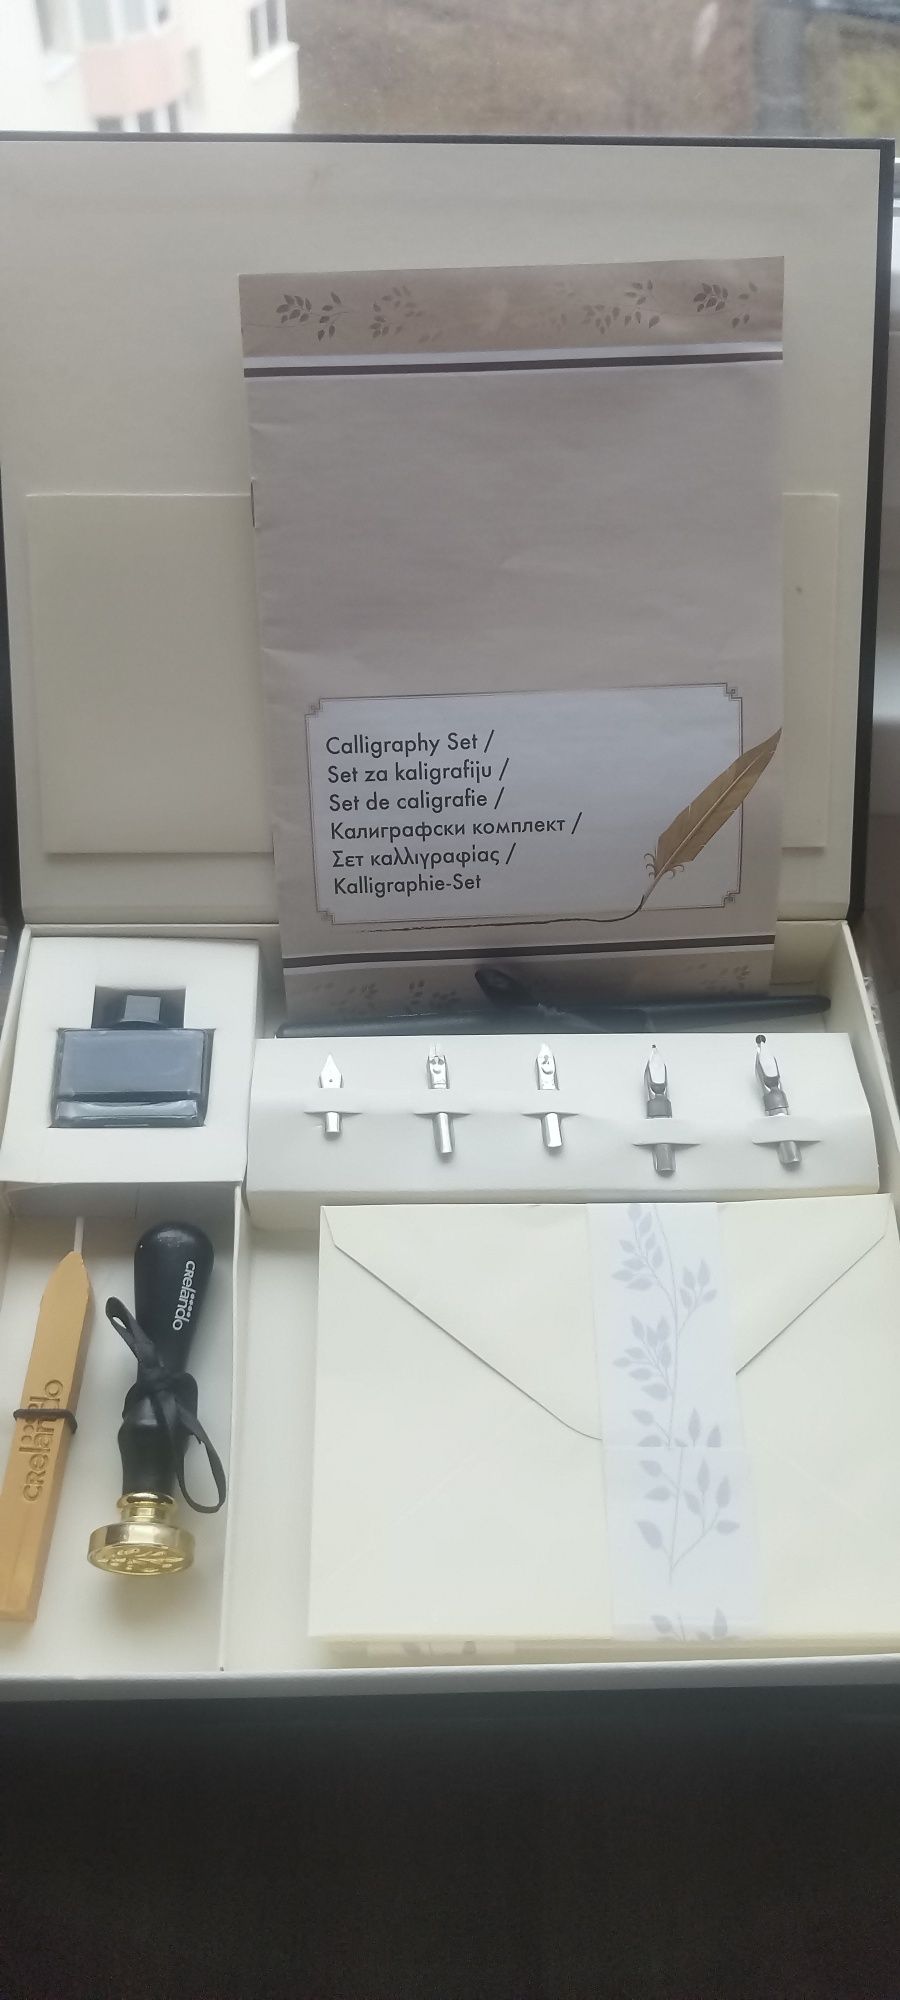 Calligraphy Set /
Set za kaligrafiju /
Set de caligrafie /
Калиграфски комплект /
Σετ καλλιγραφίας /
Kalligraphie-Set
crelando
crelando